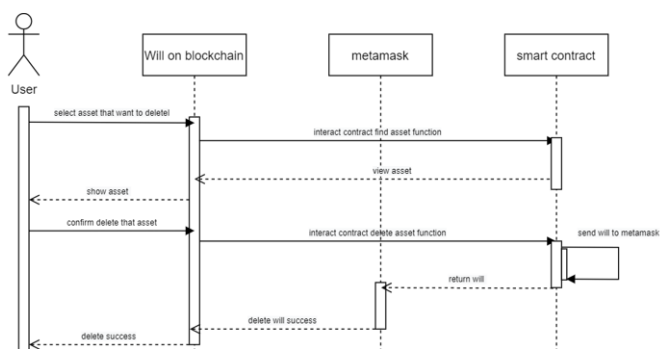 Will on blockchain
metamask
smart contract
User
select asset that want to deletel
interact contract find asset function
view asset
show asset
confirm delete that asset
interact contract delete asset function
send will to metamask
return will
delete will success
delete success